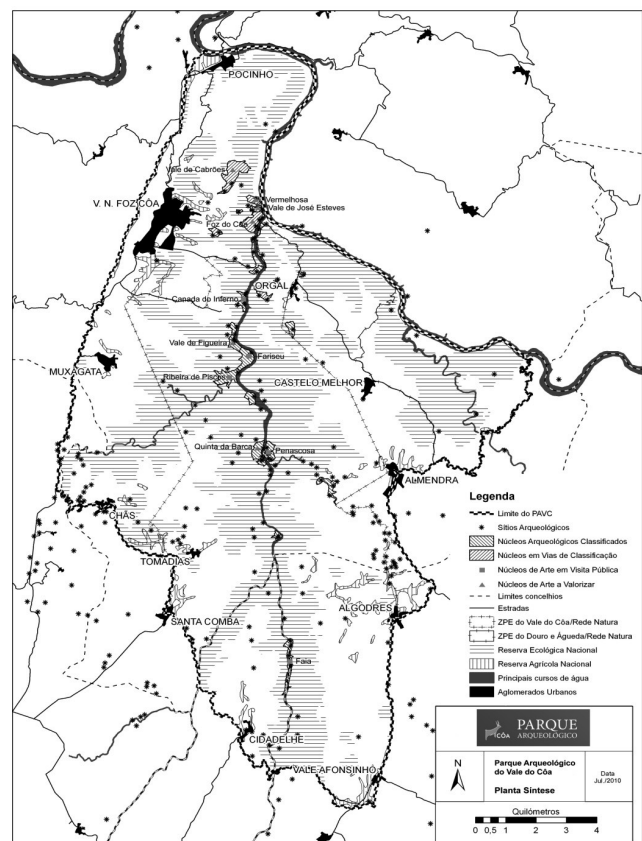 POCINHO
Vale de Cabrões
Vermelhosa
Vale de José Esteves
V. N. FOZ CÔA
Foz do Côa
ORGAL
Canada do Inferno
Vale de Figueira
Fariseu
MUXAGATA
Ribeira de Piscos
CASTELO MELHOR
Quinta da Barca
Penascosa
ALMENDRA
CHÃS
TOMADIAS
SANTA COMBA
ALGODRES
Faia
CIDADELHE
VALE AFONSINHO
Legenda
Limite do PAVC
Sítios Arqueológicos
Núcleos Arqueológicos Classificados
Núcleos em Vias de Classificação
Núcleos de Arte em Visita Pública
Núcleos de Arte a Valorizar
Limites concelhios
Estradas
ZPE do Vale do Côa/Rede Natura
ZPE do Douro e Águeda/Rede Natura
Reserva Ecológica Nacional
Reserva Agrícola Nacional
Principais cursos de água
Aglomerados Urbanos
CÔA
PARQUE
ARQUEOLÓGICO
N
Parque Arqueológico
do Vale do Côa
Planta Síntese
Data
Jul./2010
Quilómetros
0 0,5 1 2 3 4